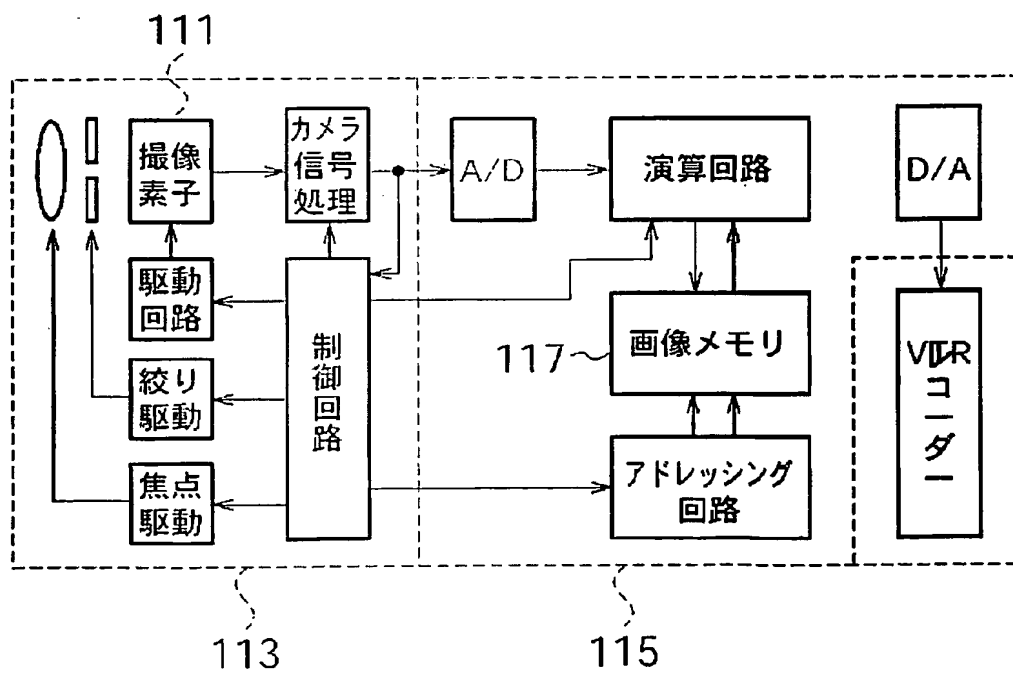 111
撮像
素子
カメラ
信号
処理
A/D
演算回路
D/A
駆動
回路
制御回路
117
画像メモリ
VTR
レコーダー
絞り
駆動
焦点
駆動
アドレッシング
回路
113
115